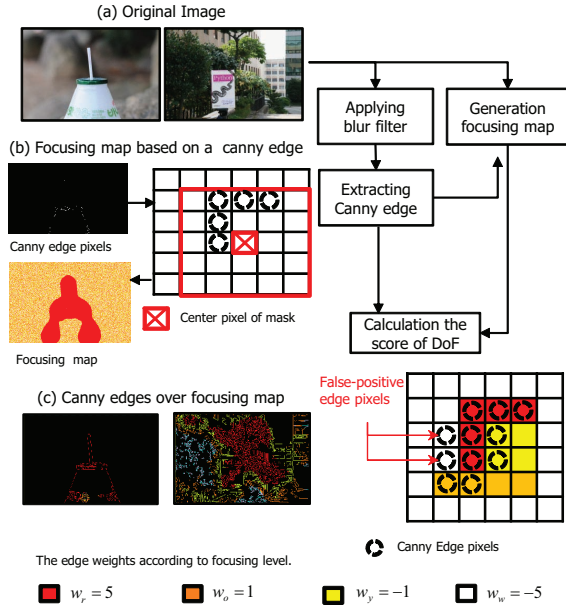 (a) Original Image
python
Applying
blur filter
Generation
focusing map
(b) Focusing map based on a canny edge
Extracting
Canny edge
Canny edge pixels
Center pixel of mask
Calculation the
score of DoF
Focusing map
(c) Canny edges over focusing map
False-positive
edge pixels
Canny Edge pixels
The edge weights according to focusing level.
w_r = 5
w_o = 1
w_y = −1
w_w = −5